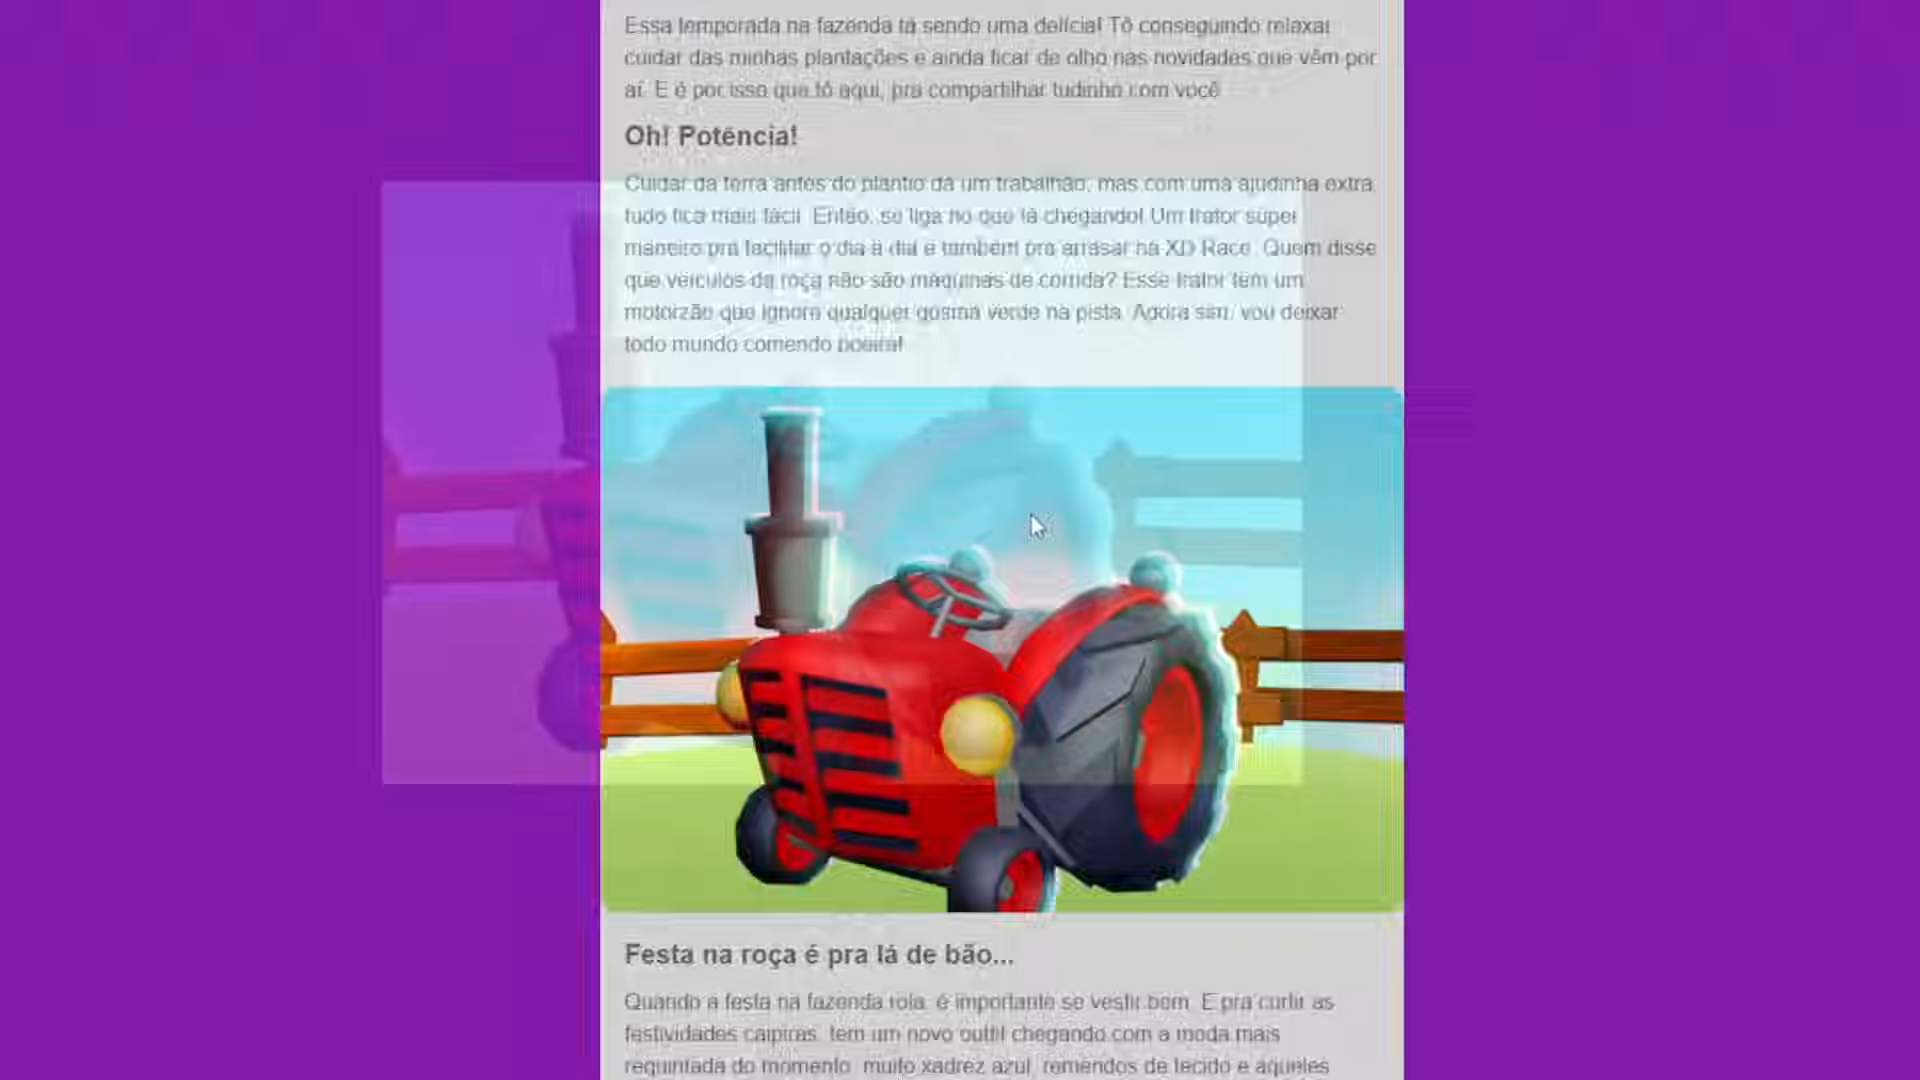 Essa temporada na fazenda tá sendo uma delícia! Tô conseguindo relaxar
cuidar das minhas plantações e ainda ficar de olho nas novidades que vêm por
aí. E é por isso que tô aqui, pra compartilhar tudinho com você
Oh! Potência!
Cuidar da terra antes do plantio dá um trabalhão, mas com uma ajudinha extra,
tudo fica mais fácil. Então, se liga no que tá chegando! Um trator super
maneiro pra facilitar o dia a dia e também pra arrasar na XD Race. Quem disse
que veículos da roça não são máquinas de corrida? Esse trator tem um
motorzão que ignora qualquer gosma verde na pista. Agora sim, vou deixar
todo mundo comendo poeira!
Festa na roça é pra lá de bão...
Quando a festa na fazenda rola, é importante se vestir bem. E pra curtir as
festividades caipiras, tem um novo outfit chegando com a moda mais
requintada do momento: muito xadrez azul, remendos de tecido e aqueles